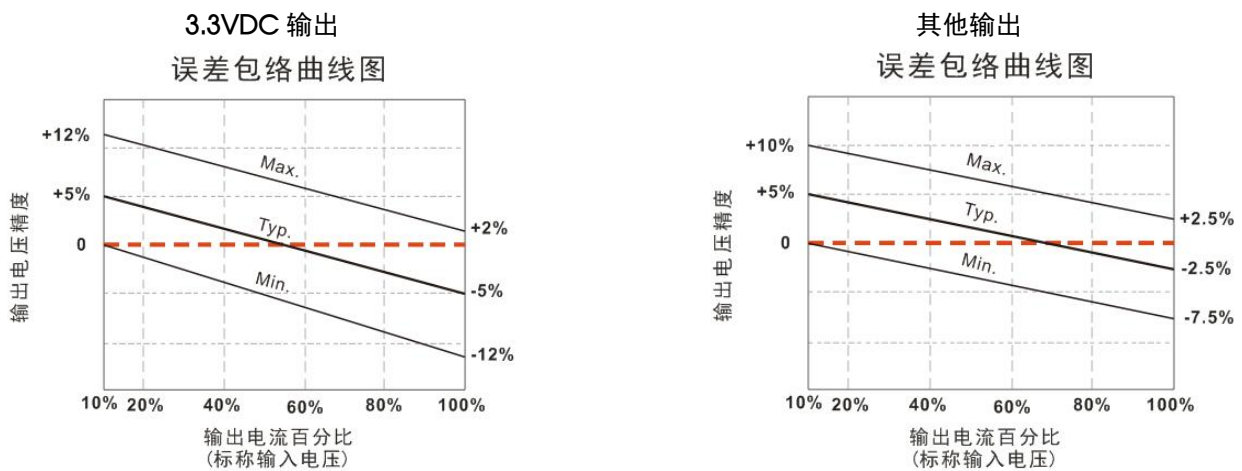 3.3VDC 输出
误差包络曲线图
+12%
+5%
0
Max.
Typ.
Min.
+2%
-5%
-12%
输出电压精度
10% 20% 40% 60% 80% 100%
输出电流百分比
(标称输入电压)
其他输出
误差包络曲线图
+10%
+5%
0
Max.
Typ.
Min.
+2.5%
-2.5%
-7.5%
输出电压精度
10% 20% 40% 60% 80% 100%
输出电流百分比
(标称输入电压)